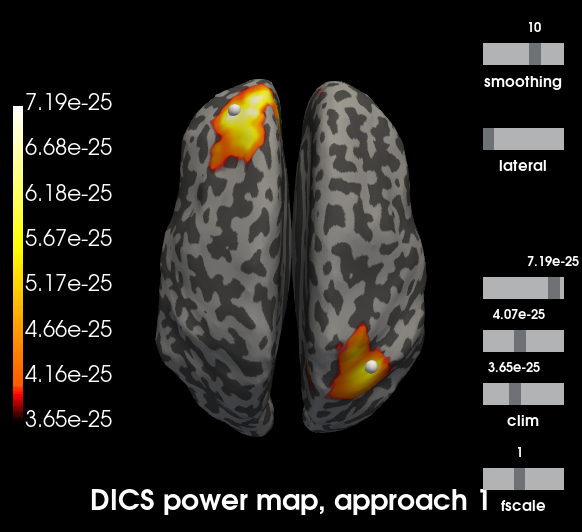 7.19e-25
6.68e-25
6.18e-25
5.67e-25
5.17e-25
4.66e-25
4.16e-25
3.65e-25
10
smoothing
lateral
7.19e-25
4.07e-25
3.65e-25
clim
1
fscale
DICS power map, approach 1